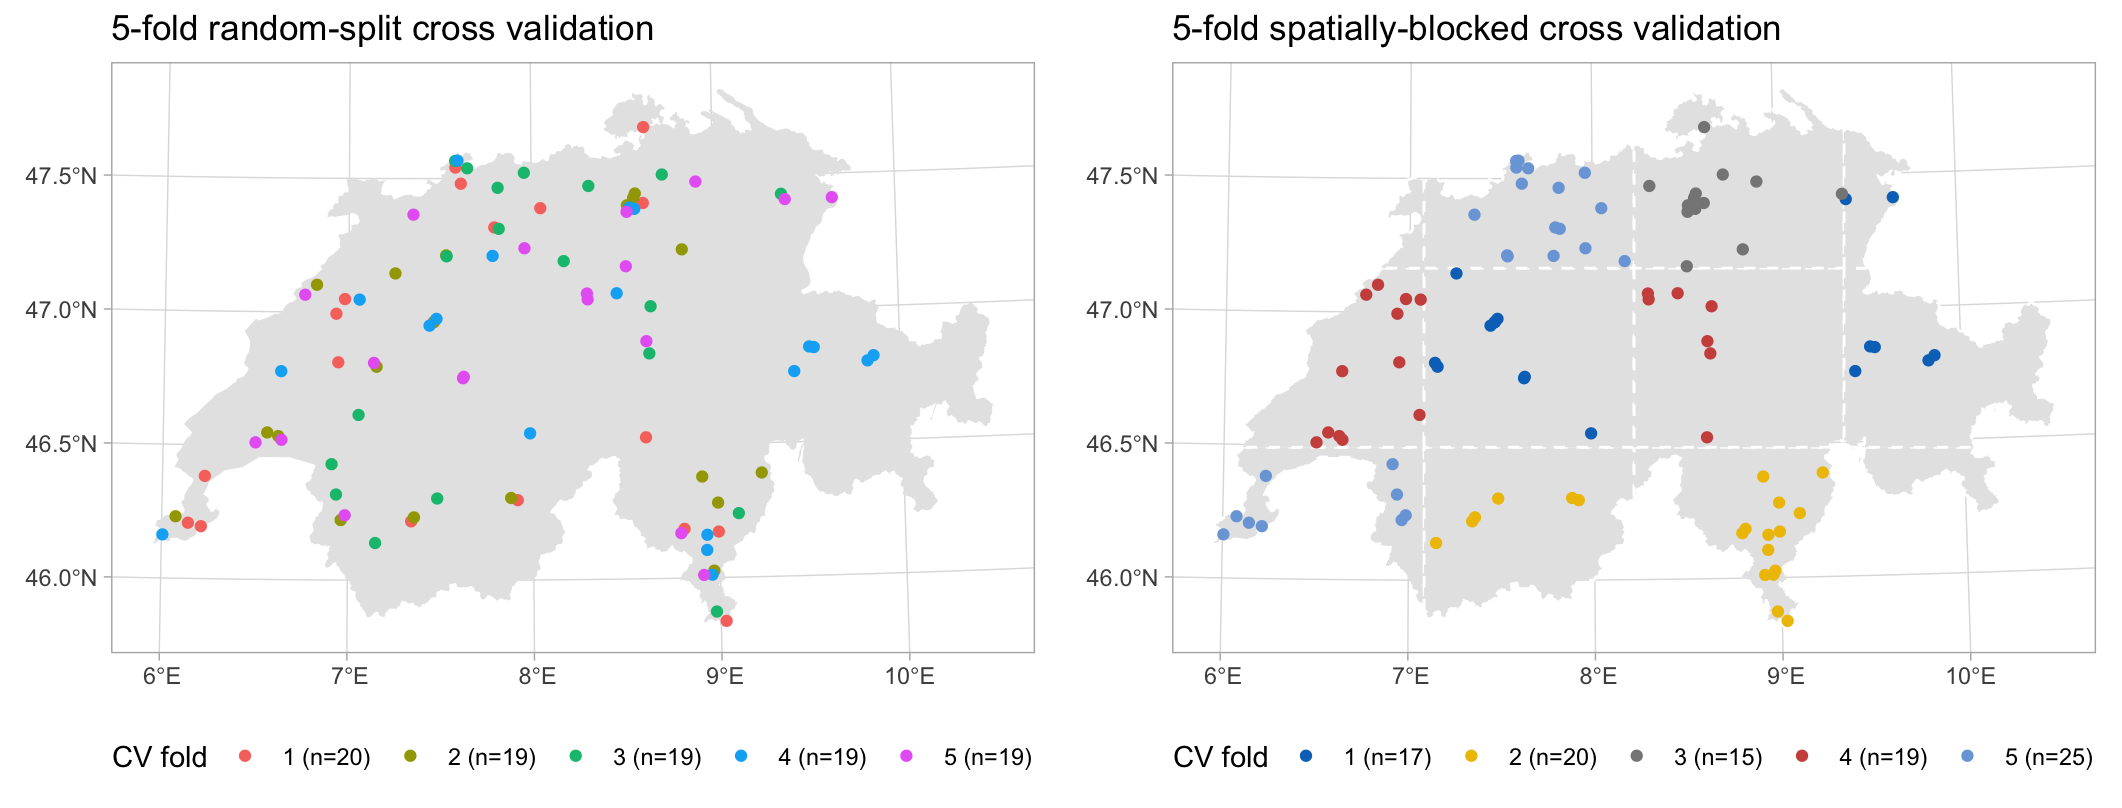 5-fold random-split cross validation
47.5°N
47.0°N
46.5°N
46.0°N
6°E 7°E 8°E 9°E 10°E
CV fold 1 (n=20) 2 (n=19) 3 (n=19) 4 (n=19) 5 (n=19)
5-fold spatially-blocked cross validation
47.5°N
47.0°N
46.5°N
46.0°N
6°E 7°E 8°E 9°E 10°E
CV fold 1 (n=17) 2 (n=20) 3 (n=15) 4 (n=19) 5 (n=25)